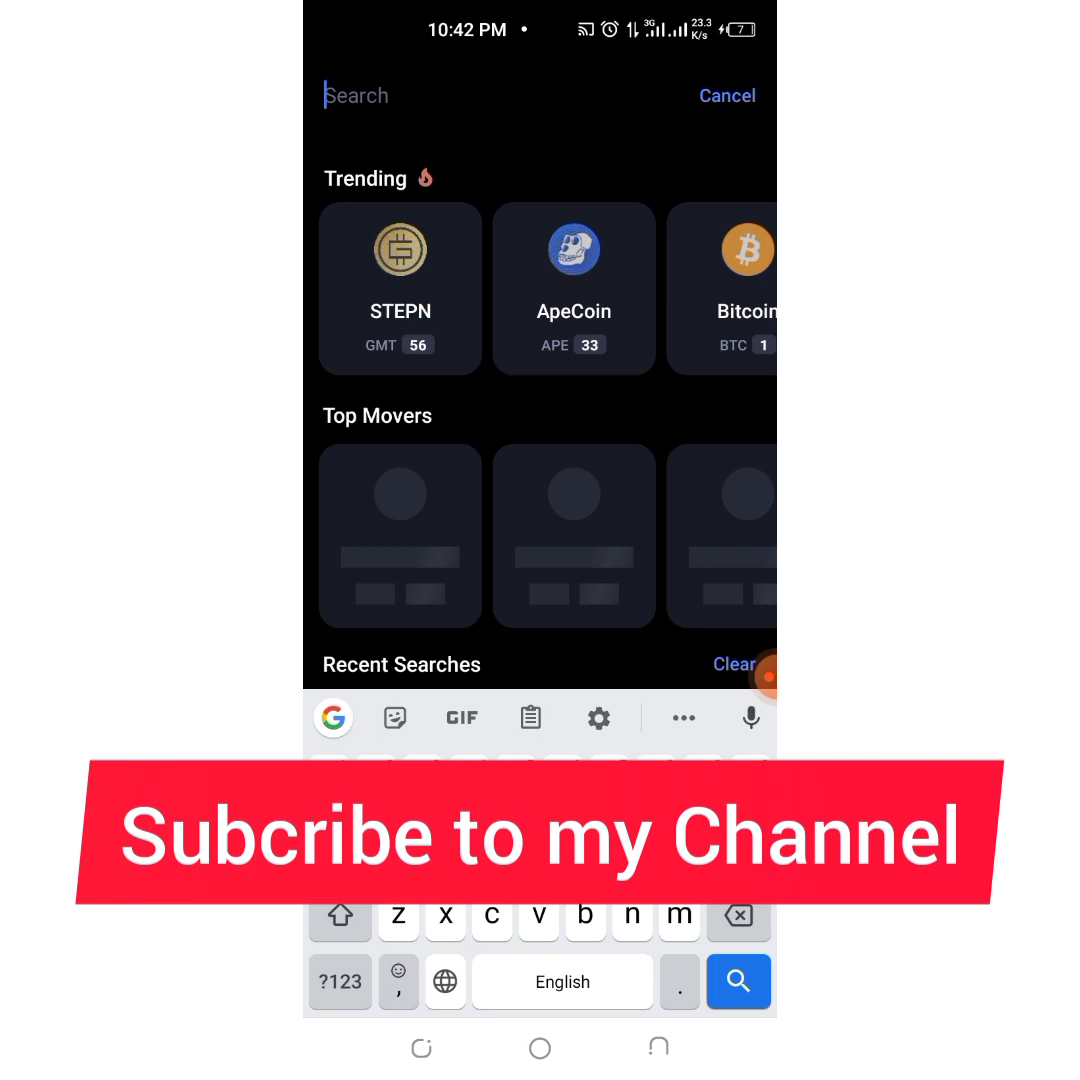 10:42 PM • 3G 23.3 K/s 7
Search Cancel
Trending
STEPN ApeCoin Bitcoin
GMT 56 APE 33 BTC 1
Top Movers
Recent Searches Clear
G GIF
Subcribe to my Channel
z x c v b n m
?123 , English .